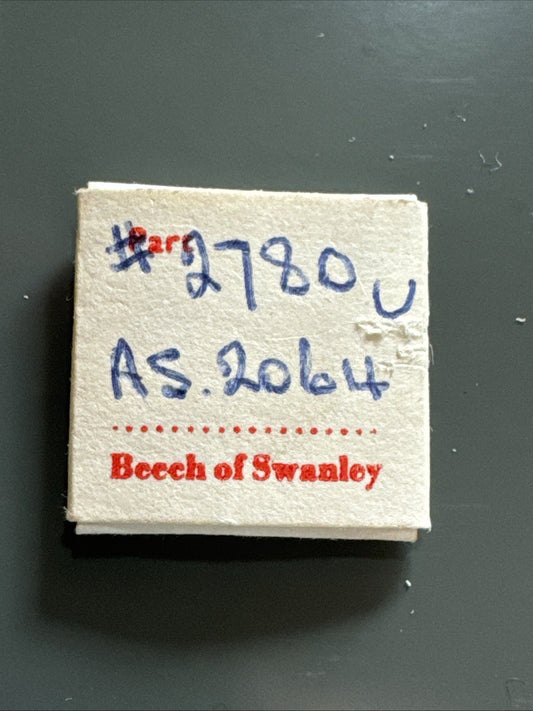 Part
# 2780 U
AS. 2064
Beech of Swanley